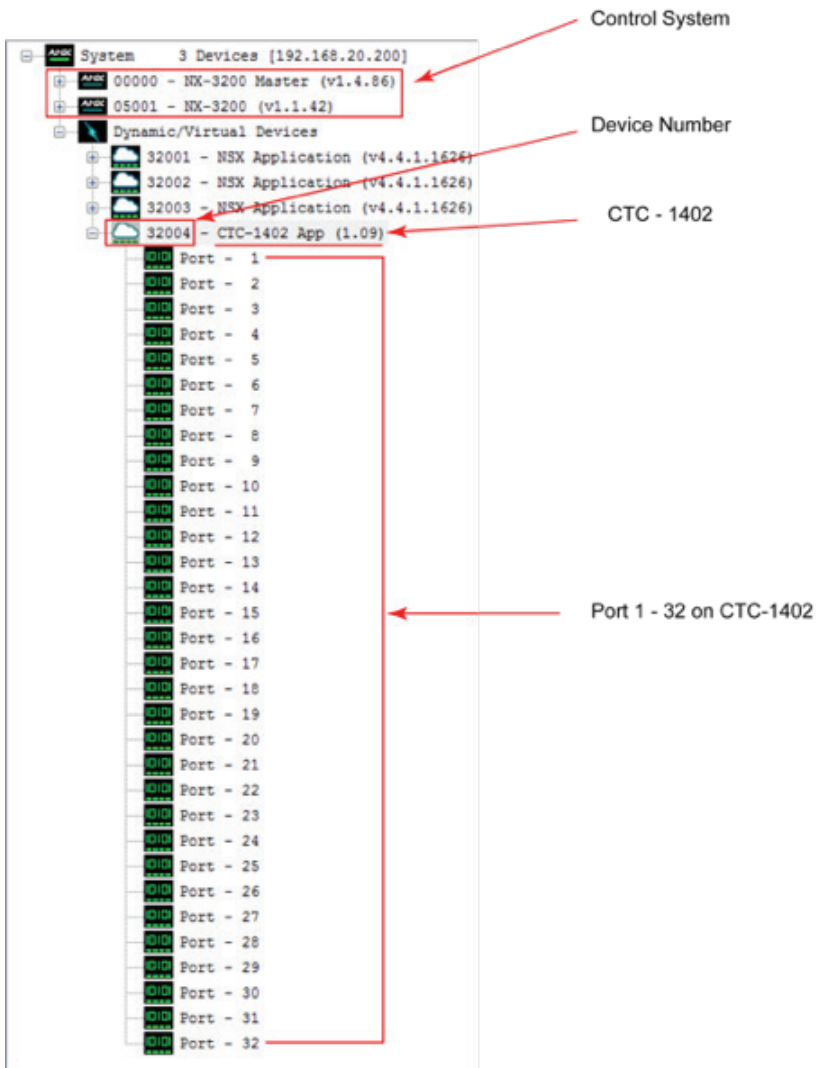 Control System
AMX System 3 Devices [192.168.20.200]
AMX 00000 - NX-3200 Master (v1.4.86)
AMX 05001 - NX-3200 (v1.1.42)
Dynamic/Virtual Devices
Device Number
32001 - NSX Application (v4.4.1.1626)
32002 - NSX Application (v4.4.1.1626)
32003 - NSX Application (v4.4.1.1626)
CTC - 1402
32004 - CTC-1402 App (1.09)
Port - 1
Port - 2
Port - 3
Port - 4
Port - 5
Port - 6
Port - 7
Port - 8
Port - 9
Port - 10
Port - 11
Port - 12
Port - 13
Port - 14
Port - 15
Port 1 - 32 on CTC-1402
Port - 16
Port - 17
Port - 18
Port - 19
Port - 20
Port - 21
Port - 22
Port - 23
Port - 24
Port - 25
Port - 26
Port - 27
Port - 28
Port - 29
Port - 30
Port - 31
Port - 32